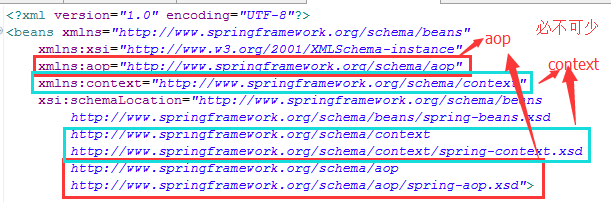 <?xml version="1.0" encoding="UTF-8"?>
<beans xmlns="http://www.springframework.org/schema/beans"
必不可少
xmlns:xsi="http://www.w3.org/2001/XMLSchema-instance"
aop
xmlns:aop="http://www.springframework.org/schema/aop"
context
xmlns:context="http://www.springframework.org/schema/context"
xsi:schemaLocation="http://www.springframework.org/schema/beans
http://www.springframework.org/schema/beans/spring-beans.xsd
http://www.springframework.org/schema/context
http://www.springframework.org/schema/context/spring-context.xsd
http://www.springframework.org/schema/aop
http://www.springframework.org/schema/aop/spring-aop.xsd">